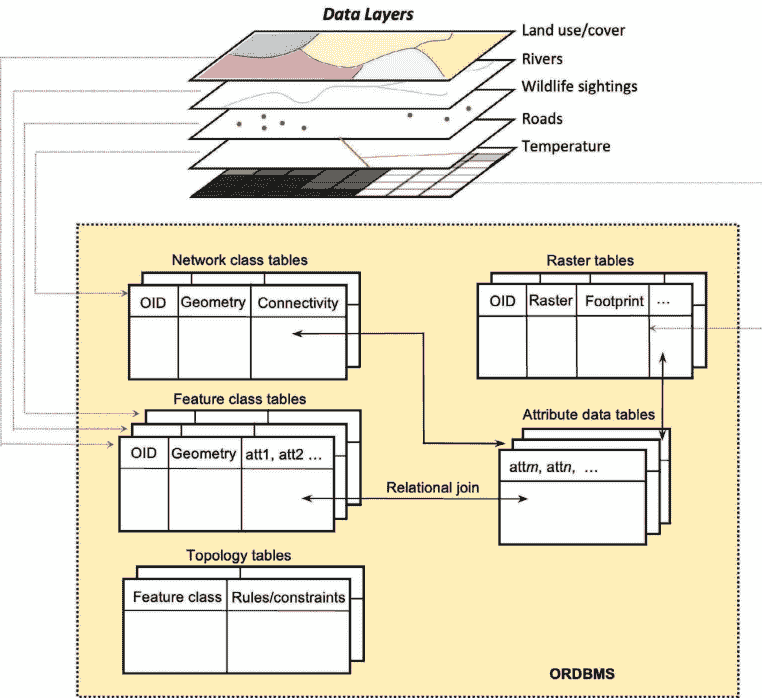 Data Layers
Land use/cover
Rivers
Wildlife sightings
Roads
Temperature
Network class tables
OID Geometry Connectivity
Raster tables
OID Raster Footprint ...
Feature class tables
OID Geometry att1, att2 ...
Attribute data tables
attm, attn, ...
Relational join
Topology tables
Feature class Rules/constraints
ORDBMS